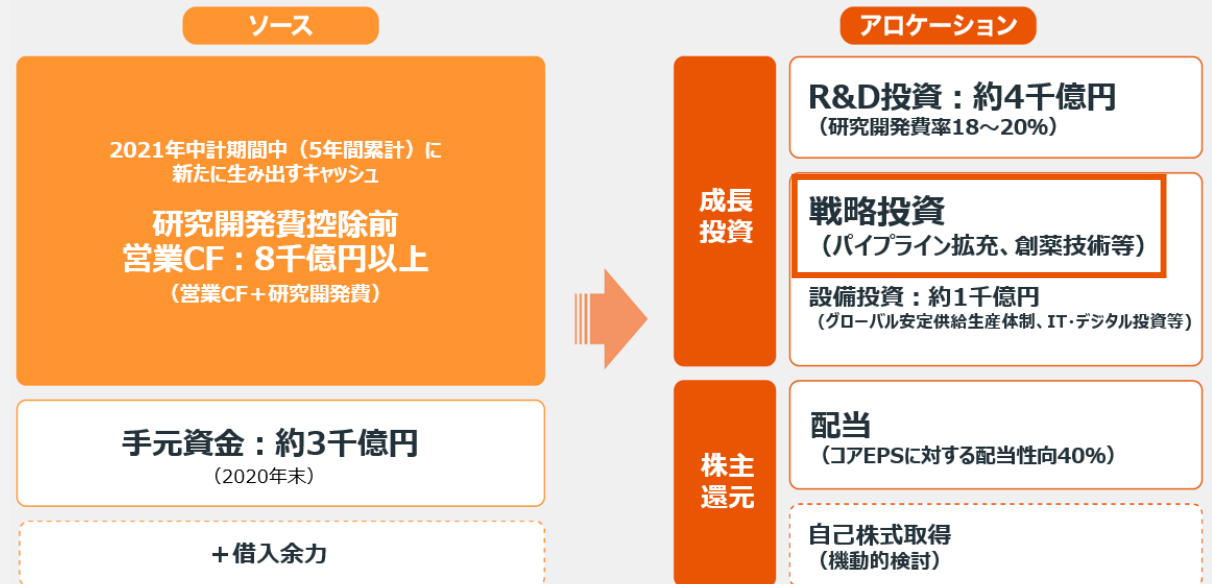 ソース
2021年中計期間中（5年間累計）に
新たに生み出すキャッシュ
研究開発費控除前
営業CF：8千億円以上
（営業CF＋研究開発費）
手元資金：約3千億円
（2020年末）
＋借入余力
アロケーション
成長
投資
R&D投資：約4千億円
（研究開発費率18～20%）
戦略投資
（パイプライン拡充、創薬技術等）
設備投資：約1千億円
（グローバル安定供給生産体制、IT･デジタル投資等)
株主
還元
配当
（コアEPSに対する配当性向40%）
自己株式取得
（機動的検討）